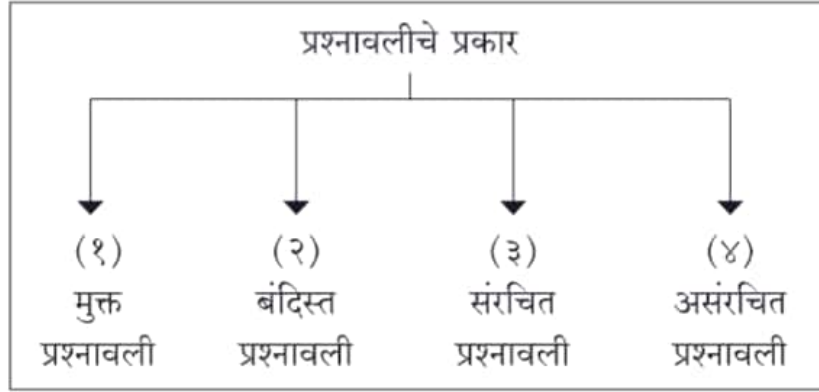 प्रश्नावलीचे प्रकार
(१) (२) (३) (४)
मुक्त बंदिस्त संरचित असंरचित
प्रश्नावली प्रश्नावली प्रश्नावली प्रश्नावली